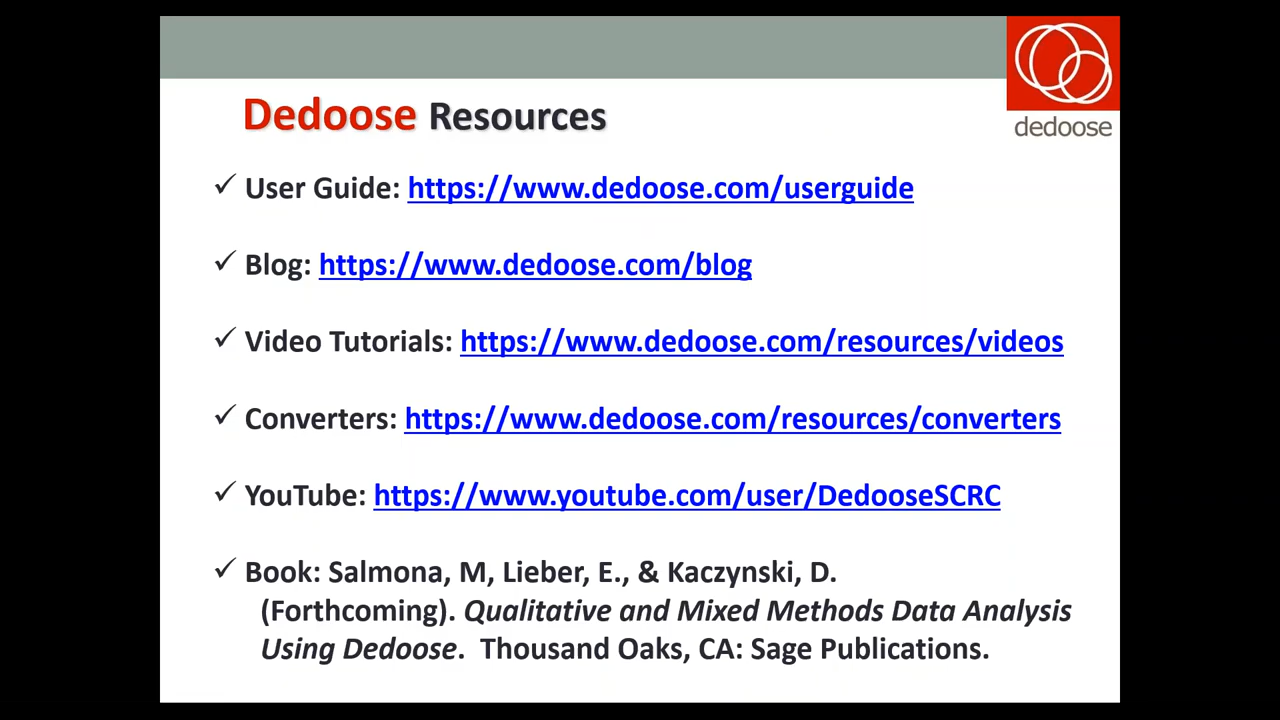 dedoose
Dedoose Resources
✓ User Guide: https://www.dedoose.com/userguide
✓ Blog: https://www.dedoose.com/blog
✓ Video Tutorials: https://www.dedoose.com/resources/videos
✓ Converters: https://www.dedoose.com/resources/converters
✓ YouTube: https://www.youtube.com/user/DedooseSCRC
✓ Book: Salmona, M, Lieber, E., & Kaczynski, D.
(Forthcoming). Qualitative and Mixed Methods Data Analysis
Using Dedoose. Thousand Oaks, CA: Sage Publications.